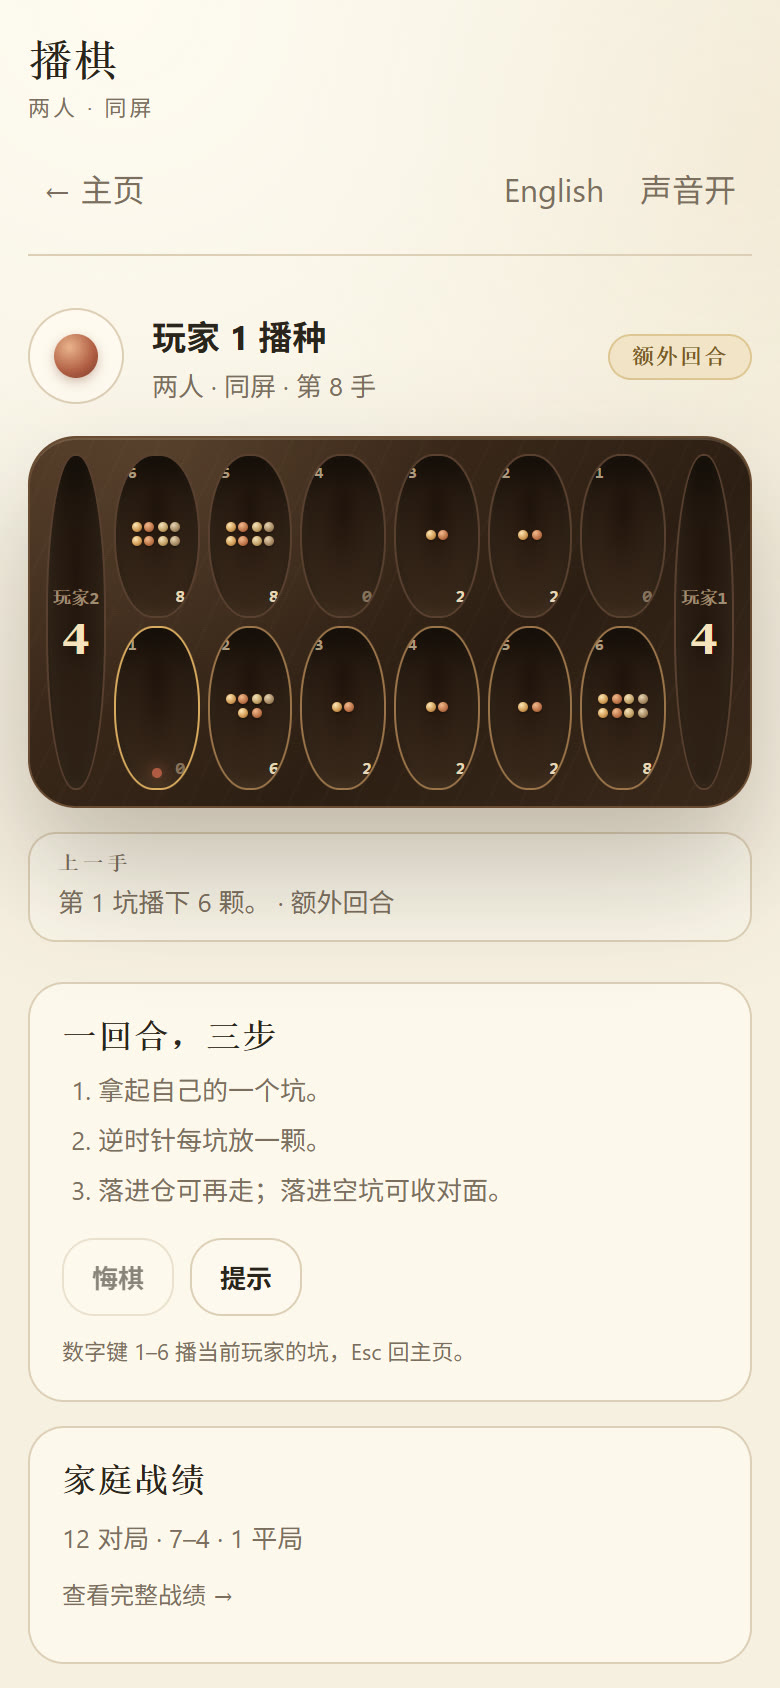 播棋
两人 · 同屏
← 主页
English 声音开
玩家 1 播种
额外回合
两人 · 同屏 · 第 8 手
6 5 4 3 2 1
8 8 0 2 2 0
玩家2
4
玩家1
4
1 2 3 4 5 6
0 6 2 2 2 8
上一手
第 1 坑播下 6 颗。 · 额外回合
一回合，三步
1. 拿起自己的一个坑。
2. 逆时针每坑放一颗。
3. 落进仓可再走；落进空坑可收对面。
悔棋 提示
数字键 1–6 播当前玩家的坑，Esc 回主页。
家庭战绩
12 对局 · 7–4 · 1 平局
查看完整战绩 →